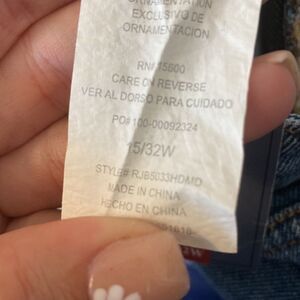 ORNAMENTATION
EXCLUSIVO DE
ORNAMENTACION
RN# 15600
CARE ON REVERSE
VER AL DORSO PARA CUIDADO
PO#100-00092324
15/32W
STYLE# RJB5033HDMD
MADE IN CHINA
HECHO EN CHINA